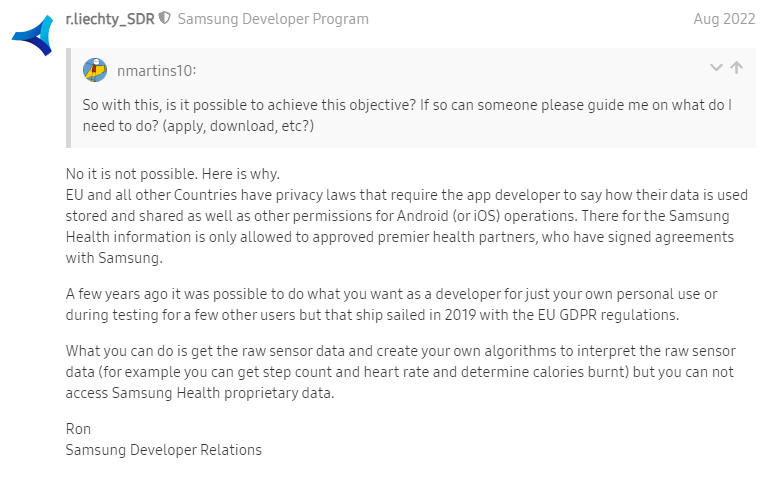 r.liechty_SDR Samsung Developer Program Aug 2022
nmartins10:
So with this, is it possible to achieve this objective? If so can someone please guide me on what do I
need to do? (apply, download, etc?)
No it is not possible. Here is why.
EU and all other Countries have privacy laws that require the app developer to say how their data is used
stored and shared as well as other permissions for Android (or iOS) operations. There for the Samsung
Health information is only allowed to approved premier health partners, who have signed agreements
with Samsung.
A few years ago it was possible to do what you want as a developer for just your own personal use or
during testing for a few other users but that ship sailed in 2019 with the EU GDPR regulations.
What you can do is get the raw sensor data and create your own algorithms to interpret the raw sensor
data (for example you can get step count and heart rate and determine calories burnt) but you can not
access Samsung Health proprietary data.
Ron
Samsung Developer Relations